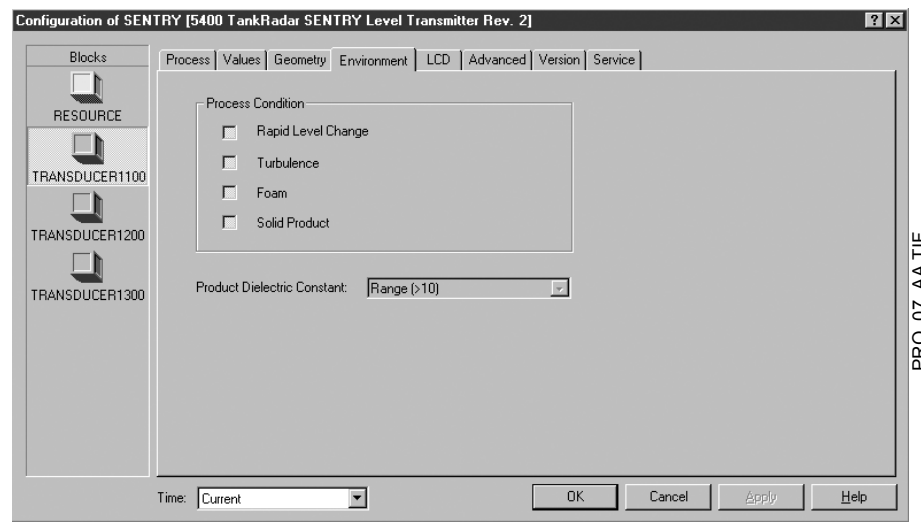 Configuration of SENTRY [5400 TankRadar SENTRY Level Transmitter Rev. 2]
Blocks
RESOURCE
TRANSDUCER1100
TRANSDUCER1200
TRANSDUCER1300
Process Values Geometry Environment LCD Advanced Version Service
Process Condition
Rapid Level Change
Turbulence
Foam
Solid Product
Product Dielectric Constant: Range (>10)
Time: Current
OK Cancel Apply Help
PRO_07_AA.TIF